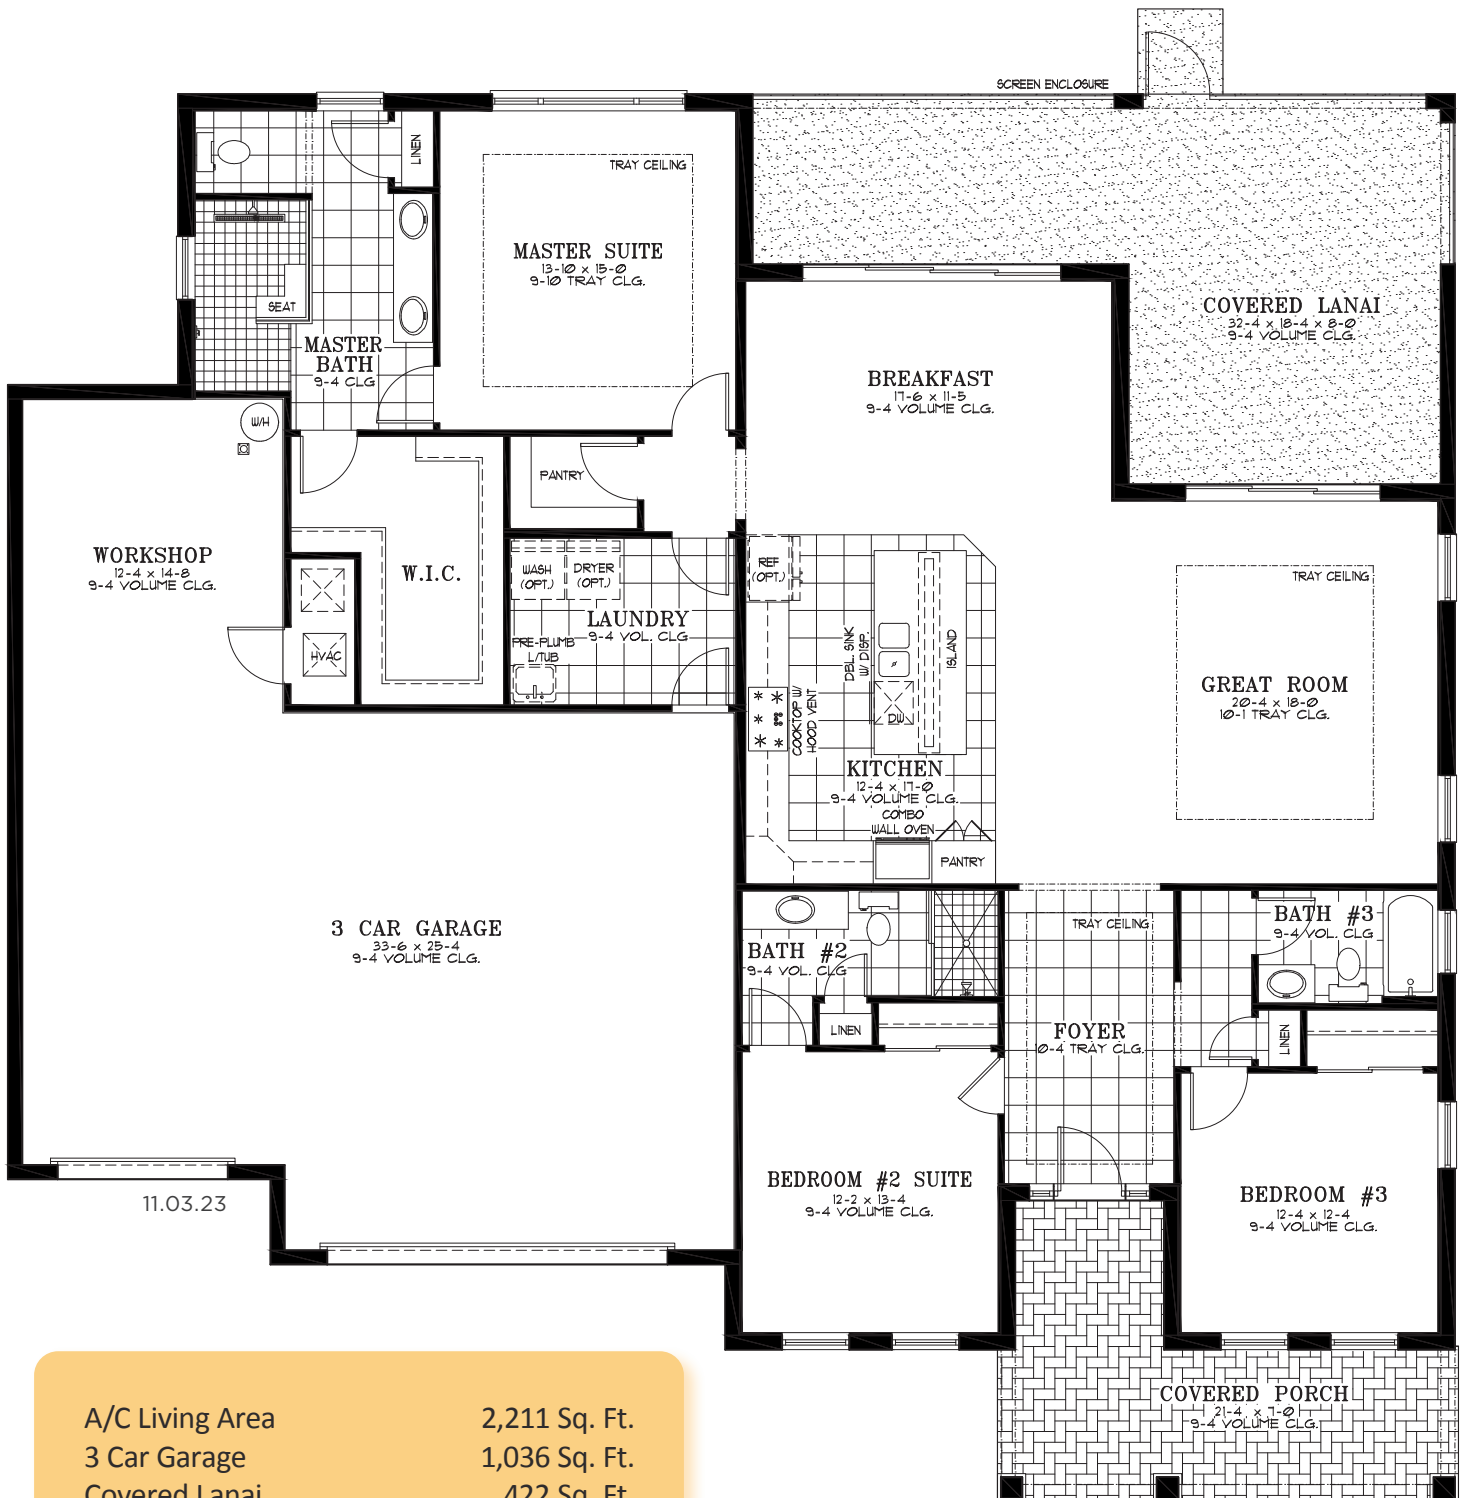 SCREEN ENCLOSURE
LINEN
TRAY CEILING
MASTER SUITE
13-10 x 15-0
9-10 TRAY CLG.
SEAT
MASTER
BATH
9-4 CLG
COVERED LANAI
32-4 x 18-4 x 8-0
9-4 VOLUME CLG.
BREAKFAST
17-6 x 11-5
9-4 VOLUME CLG.
W/H
PANTRY
WORKSHOP
12-4 x 14-8
9-4 VOLUME CLG.
W.I.C.
HVAC
WASH
(OPT.)
DRYER
(OPT.)
LAUNDRY
9-4 VOL. CLG
PRE-PLUMB
L/TUB
REF
(OPT.)
DBL. SINK
W/ DISP.
ISLAND
DW
COOKTOP W/
HOOD VENT
KITCHEN
12-4 x 17-0
9-4 VOLUME CLG.
COMBO
WALL OVEN
PANTRY
TRAY CEILING
GREAT ROOM
20-4 x 18-0
10-1 TRAY CLG.
3 CAR GARAGE
33-6 x 25-4
9-4 VOLUME CLG.
BATH #2
9-4 VOL. CLG
LINEN
TRAY CEILING
FOYER
0-4 TRAY CLG.
BATH #3
9-4 VOL. CLG
LINEN
BEDROOM #2 SUITE
12-2 x 13-4
9-4 VOLUME CLG.
BEDROOM #3
12-4 x 12-4
9-4 VOLUME CLG.
11.03.23
COVERED PORCH
21-4 x 7-0
9-4 VOLUME CLG.
A/C Living Area 2,211 Sq. Ft.
3 Car Garage 1,036 Sq. Ft.
Covered Lanai 422 Sq. Ft.